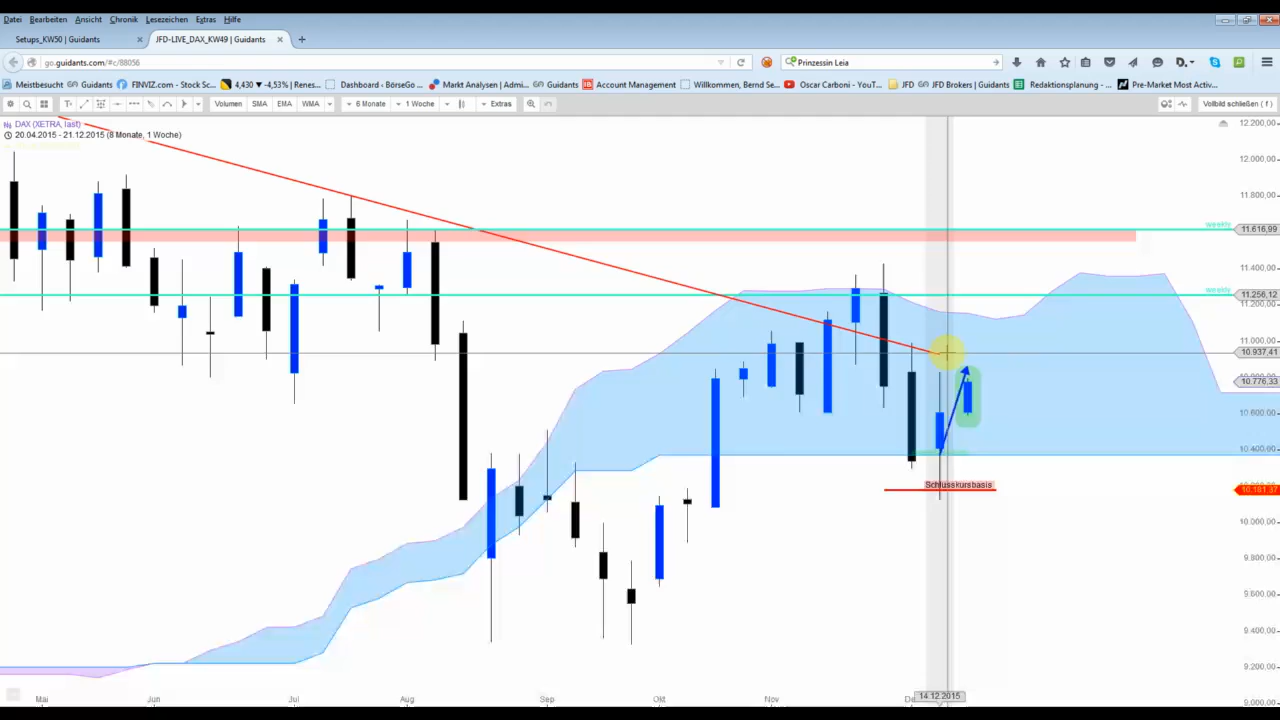 Datei Bearbeiten Ansicht Chronik Lesezeichen Extras Hilfe
Setups_KW50 | Guidants × JFD-LIVE_DAX_KW49 | Guidants × +
go.guidants.com/#c/88056 Prinzessin Leia
Meistbesucht Guidants FINVIZ.com - Stock Sc... 4,430 ▼ -4,53% | Renes... Dashboard - BörseGo ... Markt Analysen | Admi... Guidants Account Management Willkommen, Bernd Se... Oscar Carboni - YouT... JFD JFD Brokers | Guidants Redaktionsplanung - ... Pre-Market Most Activ...
Volumen SMA EMA WMA 6 Monate 1 Woche Extras Vollbild schließen ( f )
DAX (XETRA, last)
20.04.2015 - 21.12.2015 (8 Monate, 1 Woche)
12.200,00
12.000,00
11.800,00
weekly 11.616,99
11.400,00
weekly 11.256,12
11.200,00
11.000,00
10.937,41
10.776,33
10.600,00
10.400,00
Schlusskursbasis
10.181,37
10.000,00
9.800,00
9.600,00
9.400,00
9.200,00
9.000,00
Mai Jun Jul Aug Sep Okt Nov 14.12.2015